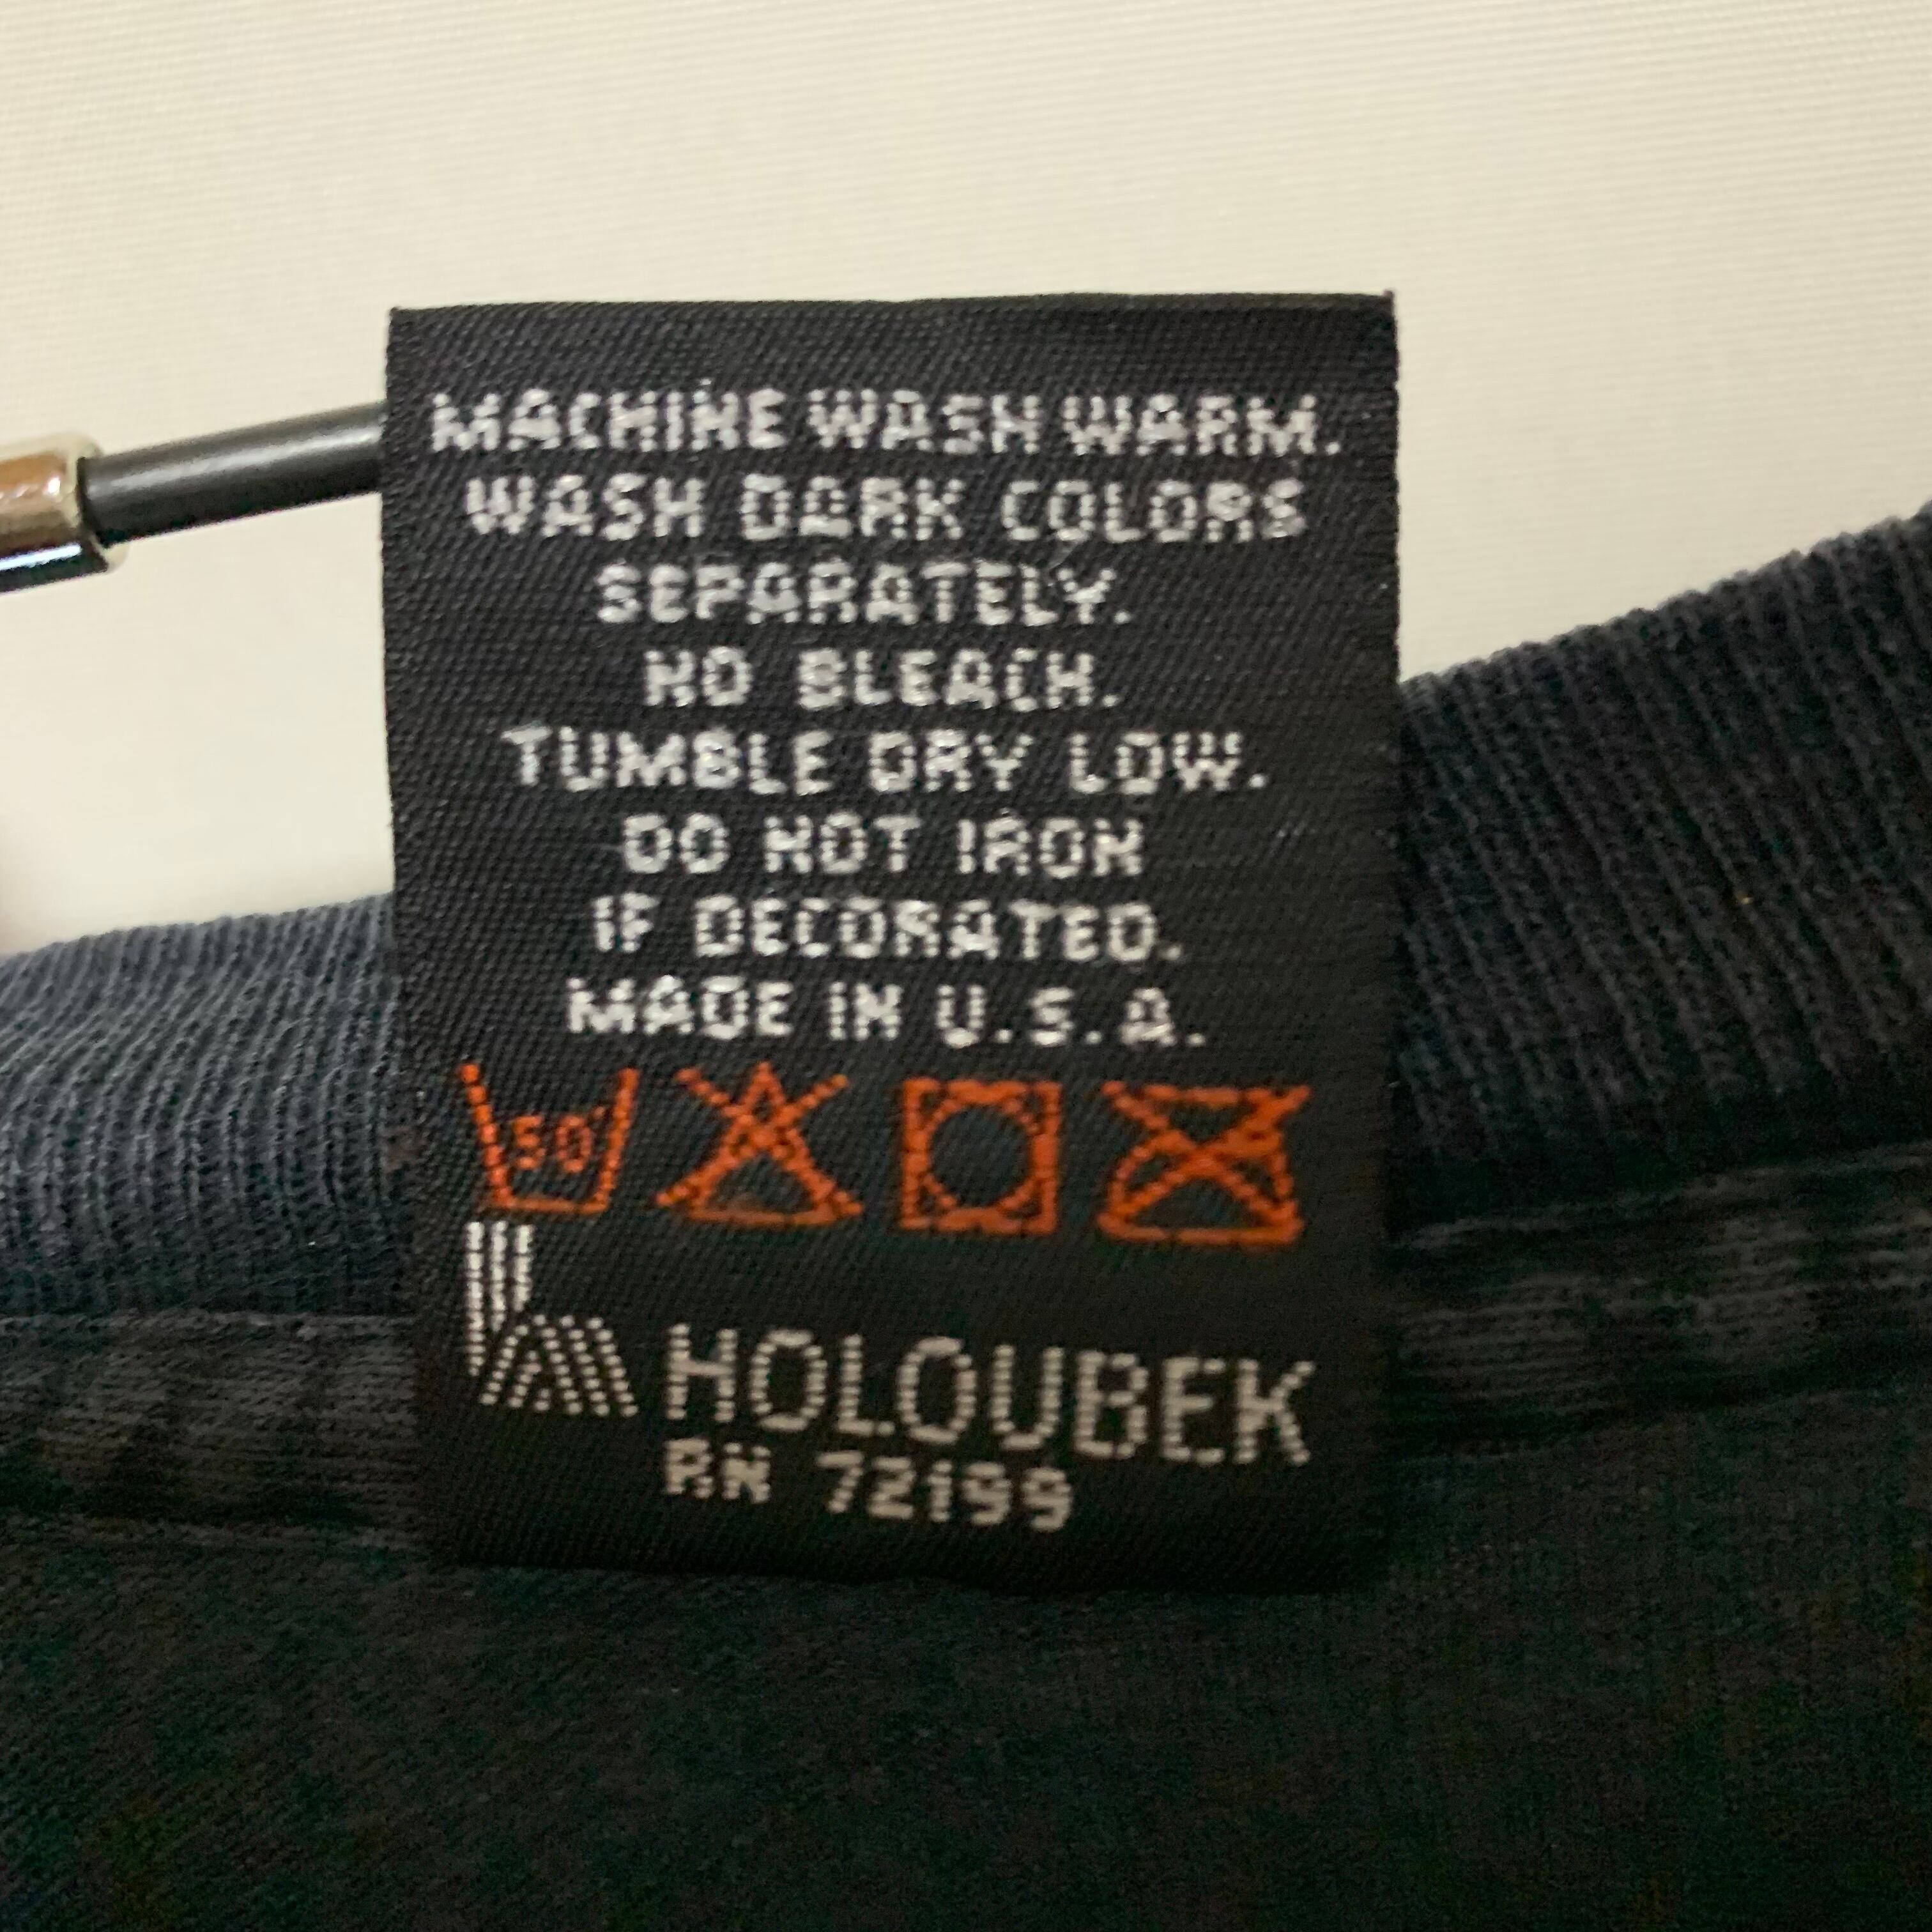 MACHINE WASH WARM.
WASH DARK COLORS
SEPARATELY.
NO BLEACH.
TUMBLE DRY LOW.
DO NOT IRON
IF DECORATED.
MADE IN U.S.A.
50°
HOLOUBEK
RN 72199